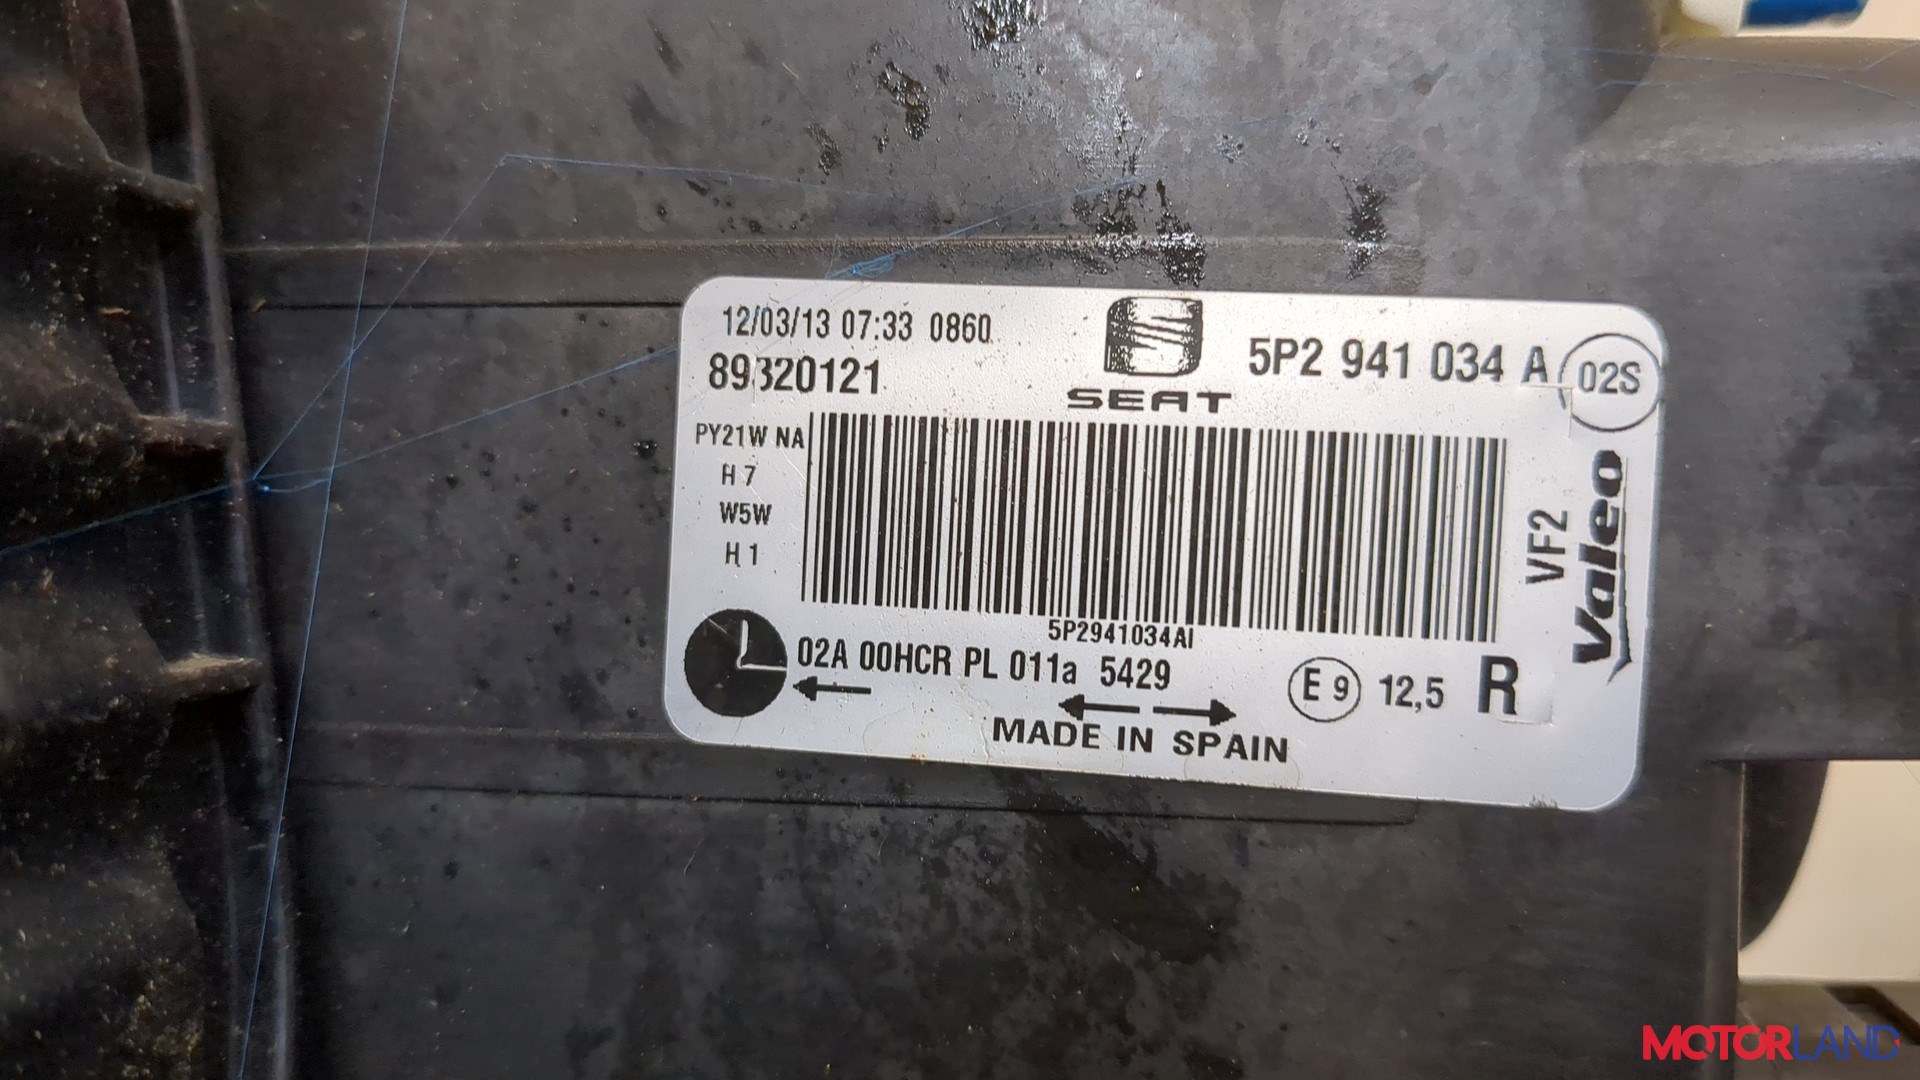 12/03/13 07:33 0860
89320121
SEAT
5P2 941 034 A
02S
PY21W NA
H 7
W5W
H 1
5P2941034AI
VF2
Valeo
02A 00HCR PL 011a 5429
E 9
12,5
R
MADE IN SPAIN
MOTORLAND